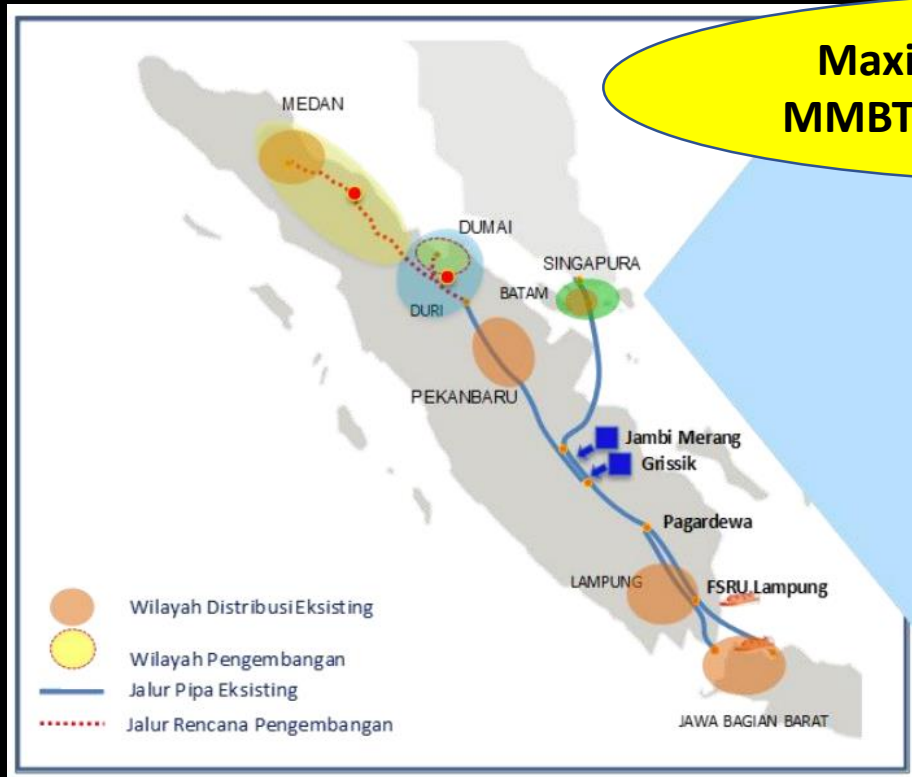 Maxi
MMBT
MEDAN
DUMAI
SINGAPURA
BATAM
DURI
PEKANBARU
Jambi Merang
Grissik
Pagardewa
LAMPUNG
FSRU Lampung
JAWA BAGIAN BARAT
Wilayah Distribusi Eksisting
Wilayah Pengembangan
Jalur Pipa Eksisting
Jalur Rencana Pengembangan